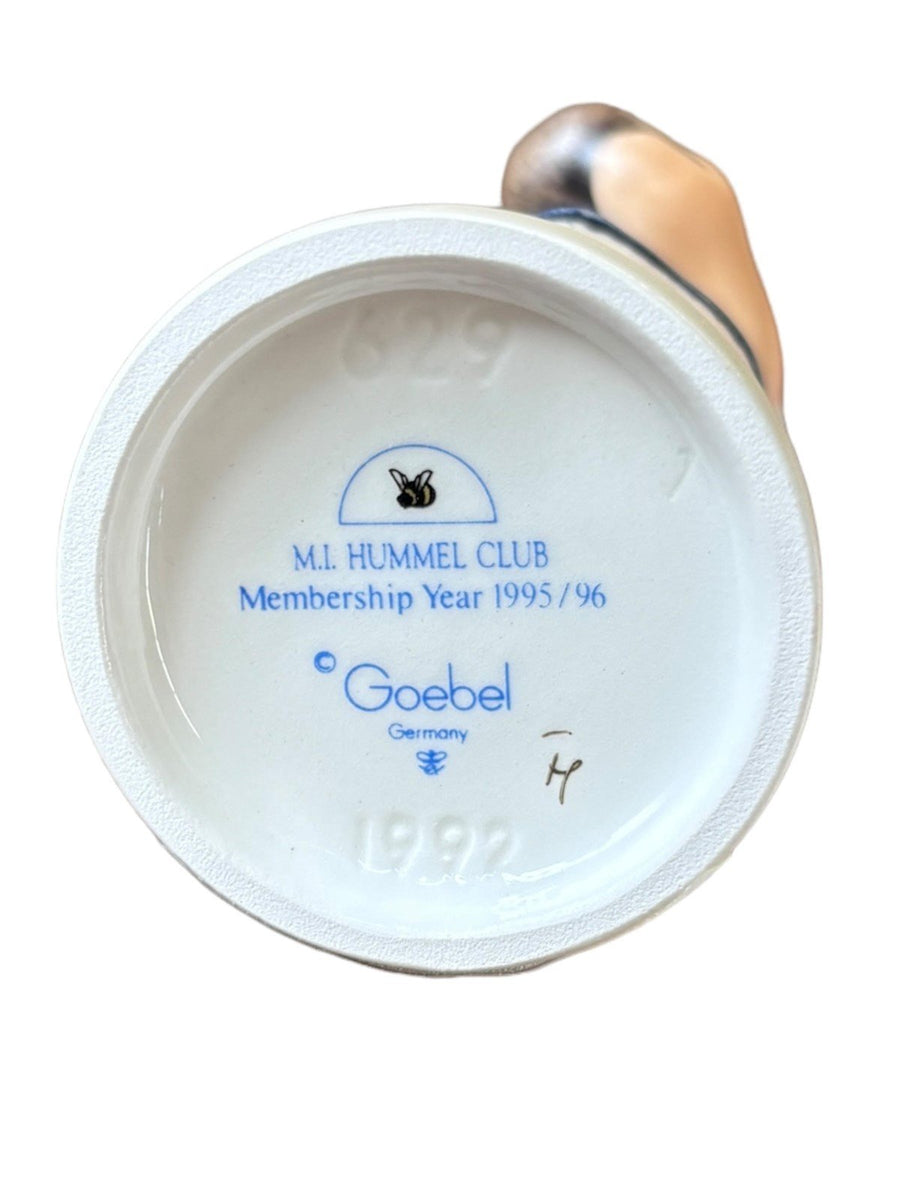 629
M.I. HUMMEL CLUB
Membership Year 1995/96
© Goebel
Germany
1992